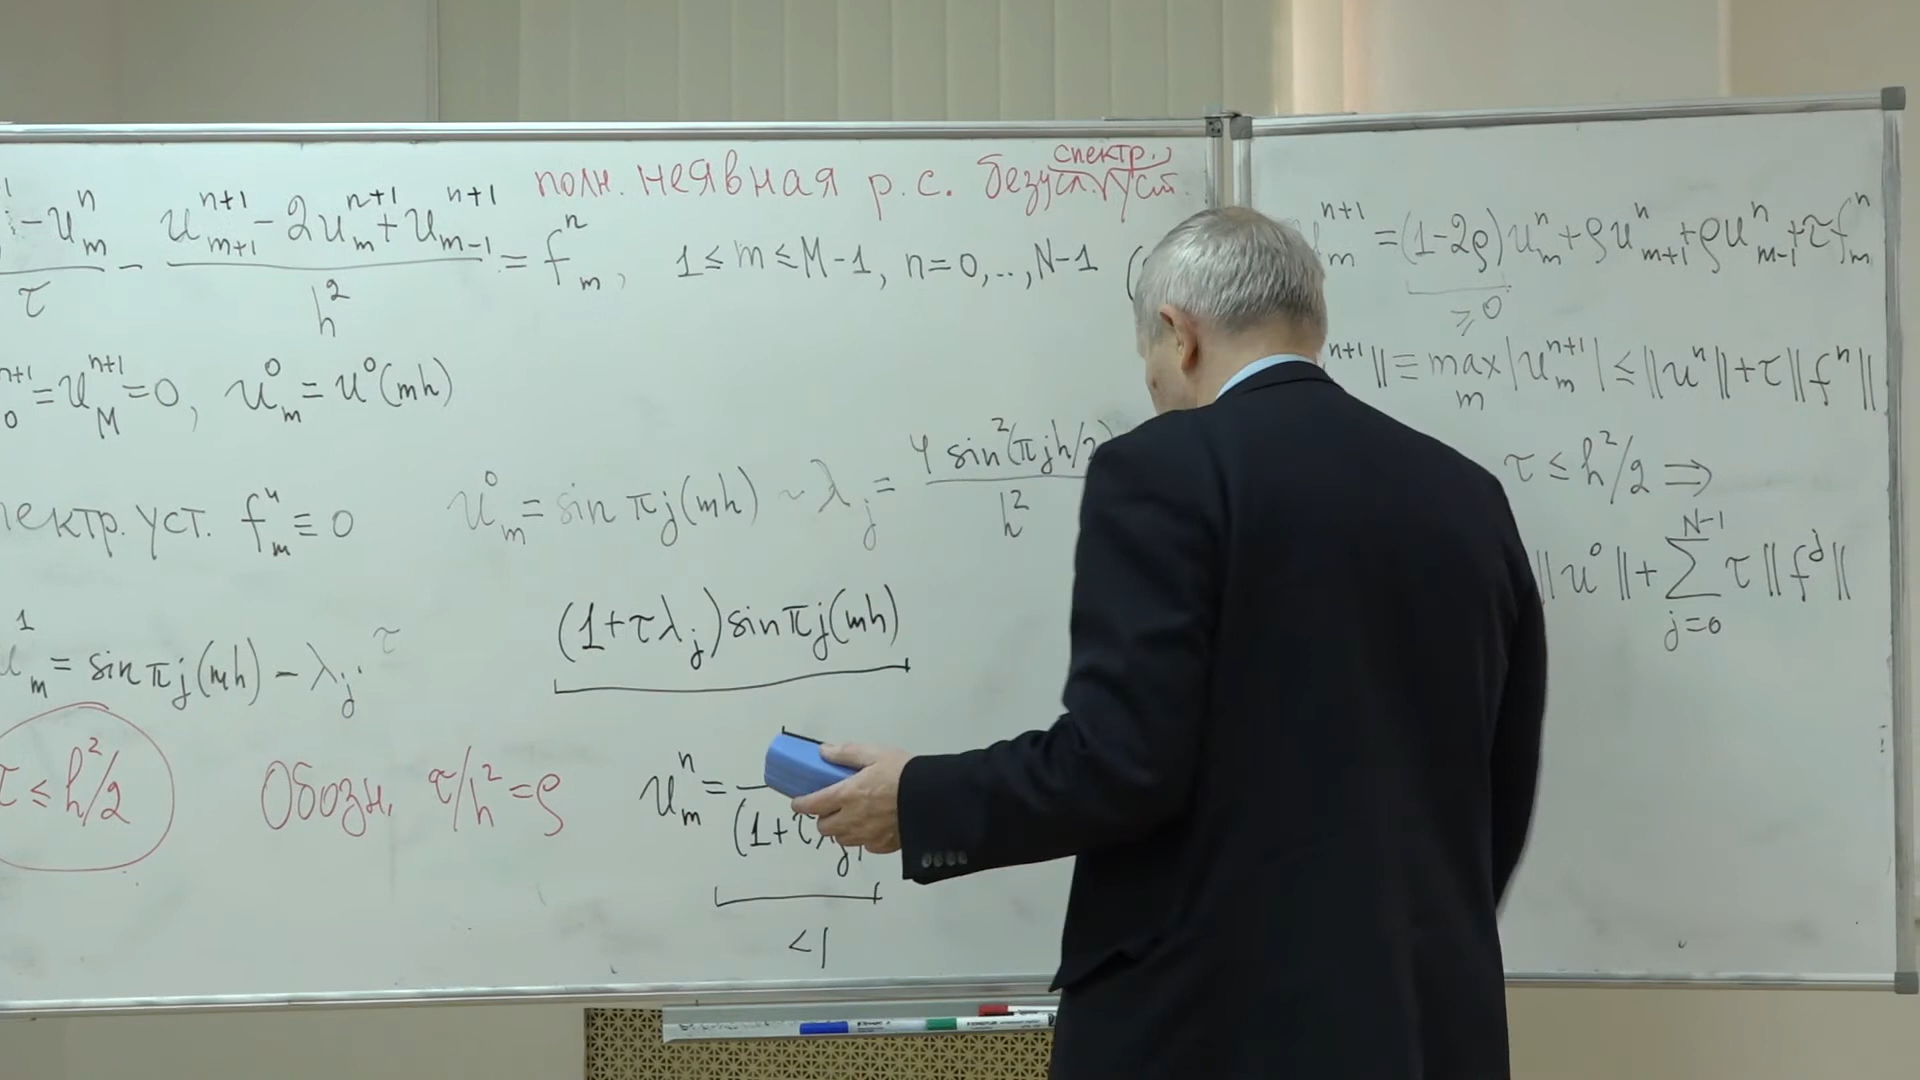 полн. неявная р.с. безусл. спектр. уст.
- u_m^n / τ - (u_{m+1}^{n+1} - 2u_m^{n+1} + u_{m-1}^{n+1}) / h^2 = f_m^n, 1 ≤ m ≤ M-1, n=0,..,N-1 (
u_0^{n+1} = u_M^{n+1} = 0, u_m^0 = u^0(mh)
спектр. уст. f_m^n ≡ 0 u_m^0 = sin πj(mh) ~ λ_j = 4 sin^2(πjh/2) / h^2
(1+τλ_j) sin πj(mh)
u_m^1 = sin πj(mh) - λ_j · τ
τ ≤ h^2/2 Обозн. τ/h^2 = ρ u_m^n =
(1+τλ_j)
<1
u_m^{n+1} = (1-2ρ)u_m^n + ρu_{m+1}^n + ρu_{m-1}^n + τf_m^n
≥ 0
^{n+1}|| ≡ max_m |u_m^{n+1}| ≤ ||u^n|| + τ||f^n||
τ ≤ h^2/2 ⇒
||u^0|| + Σ_{j=0}^{N-1} τ||f^j||